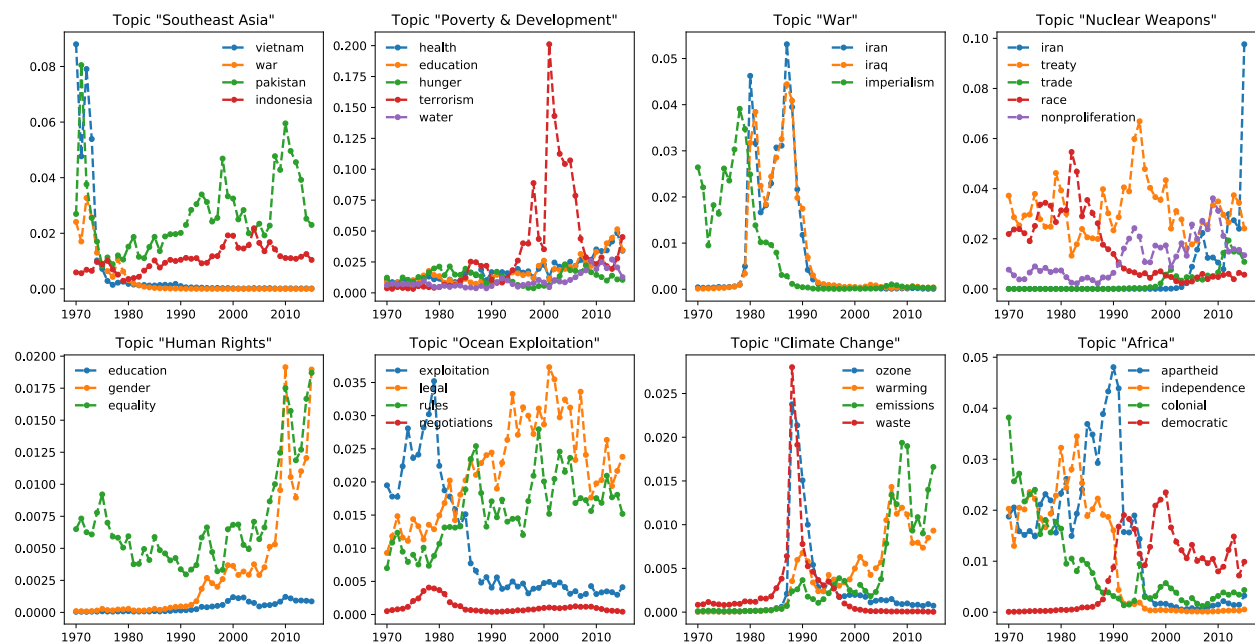 Topic "Southeast Asia"
vietnam
war
pakistan
indonesia
0.08
0.06
0.04
0.02
0.00
1970 1980 1990 2000 2010
Topic "Poverty & Development"
health
education
hunger
terrorism
water
0.200
0.175
0.150
0.125
0.100
0.075
0.050
0.025
0.000
1970 1980 1990 2000 2010
Topic "War"
iran
iraq
imperialism
0.05
0.04
0.03
0.02
0.01
0.00
1970 1980 1990 2000 2010
Topic "Nuclear Weapons"
iran
treaty
trade
race
nonproliferation
0.10
0.08
0.06
0.04
0.02
0.00
1970 1980 1990 2000 2010
Topic "Human Rights"
education
gender
equality
0.0200
0.0175
0.0150
0.0125
0.0100
0.0075
0.0050
0.0025
0.0000
1970 1980 1990 2000 2010
Topic "Ocean Exploitation"
exploitation
legal
rules
negotiations
0.035
0.030
0.025
0.020
0.015
0.010
0.005
0.000
1970 1980 1990 2000 2010
Topic "Climate Change"
ozone
warming
emissions
waste
0.025
0.020
0.015
0.010
0.005
0.000
1970 1980 1990 2000 2010
Topic "Africa"
apartheid
independence
colonial
democratic
0.05
0.04
0.03
0.02
0.01
0.00
1970 1980 1990 2000 2010